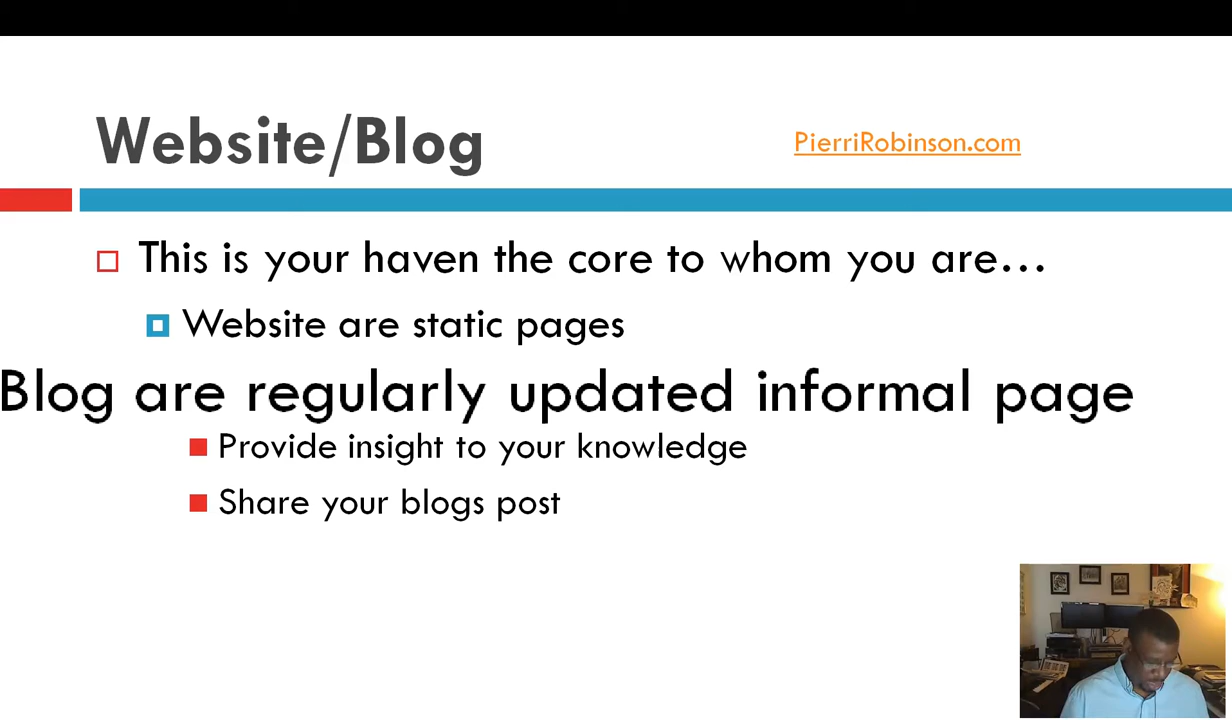 Website/Blog
PierriRobinson.com
This is your haven the core to whom you are…
Website are static pages
Blog are regularly updated informal page
Provide insight to your knowledge
Share your blogs post